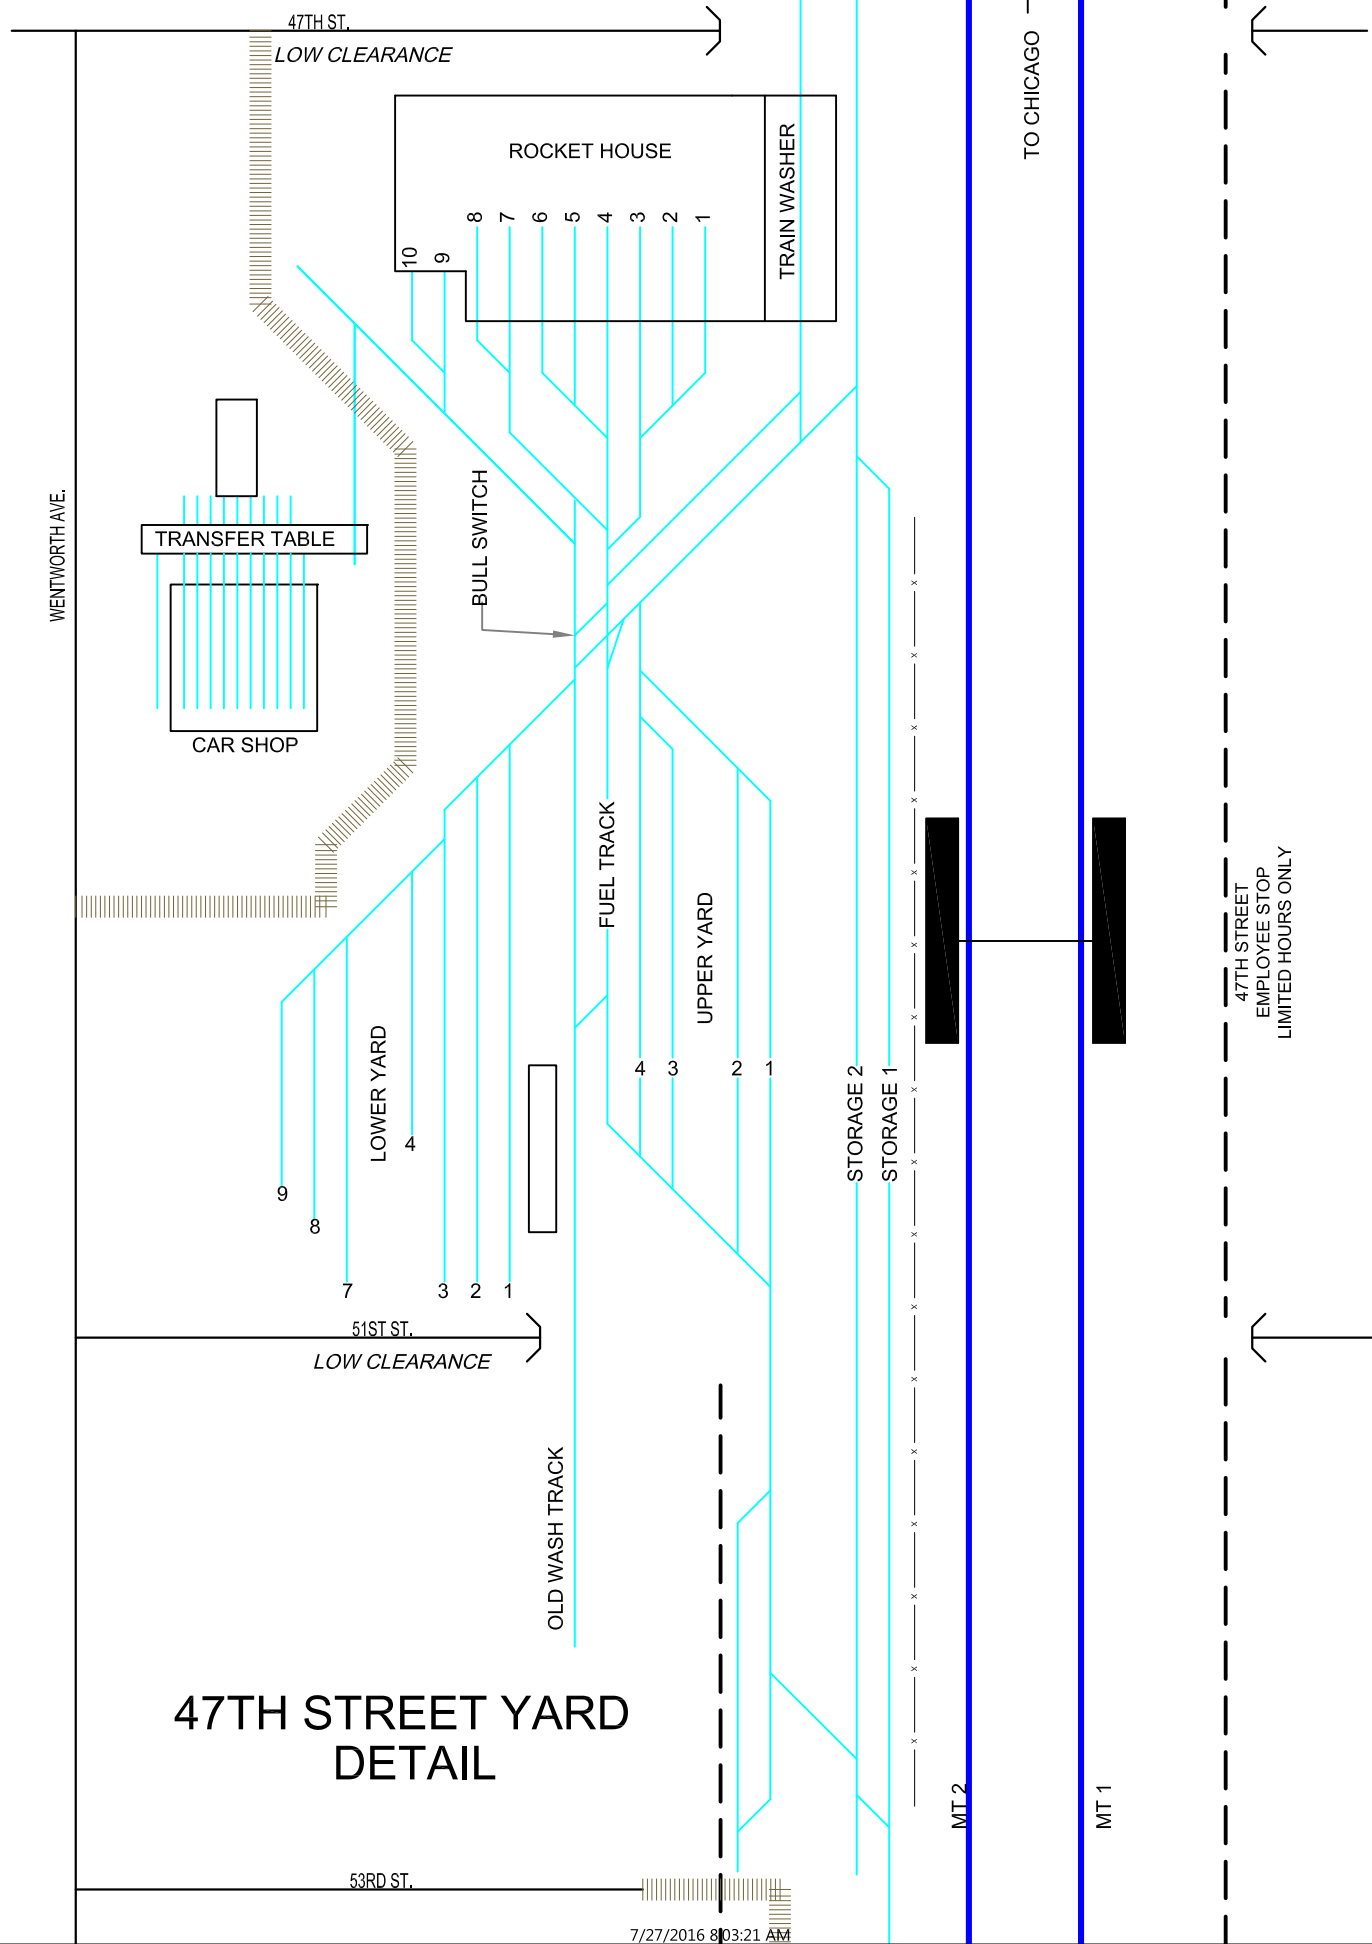 47TH ST.
LOW CLEARANCE
TO CHICAGO
ROCKET HOUSE
TRAIN WASHER
10
9
8
7
6
5
4
3
2
1
BULL SWITCH
WENTWORTH AVE.
TRANSFER TABLE
CAR SHOP
FUEL TRACK
UPPER YARD
4
3
2
1
LOWER YARD
9
8
7
4
3
2
1
STORAGE 2
STORAGE 1
47TH STREET
EMPLOYEE STOP
LIMITED HOURS ONLY
51ST ST.
LOW CLEARANCE
OLD WASH TRACK
47TH STREET YARD
DETAIL
MT 2
MT 1
53RD ST.
7/27/2016 8:03:21 AM